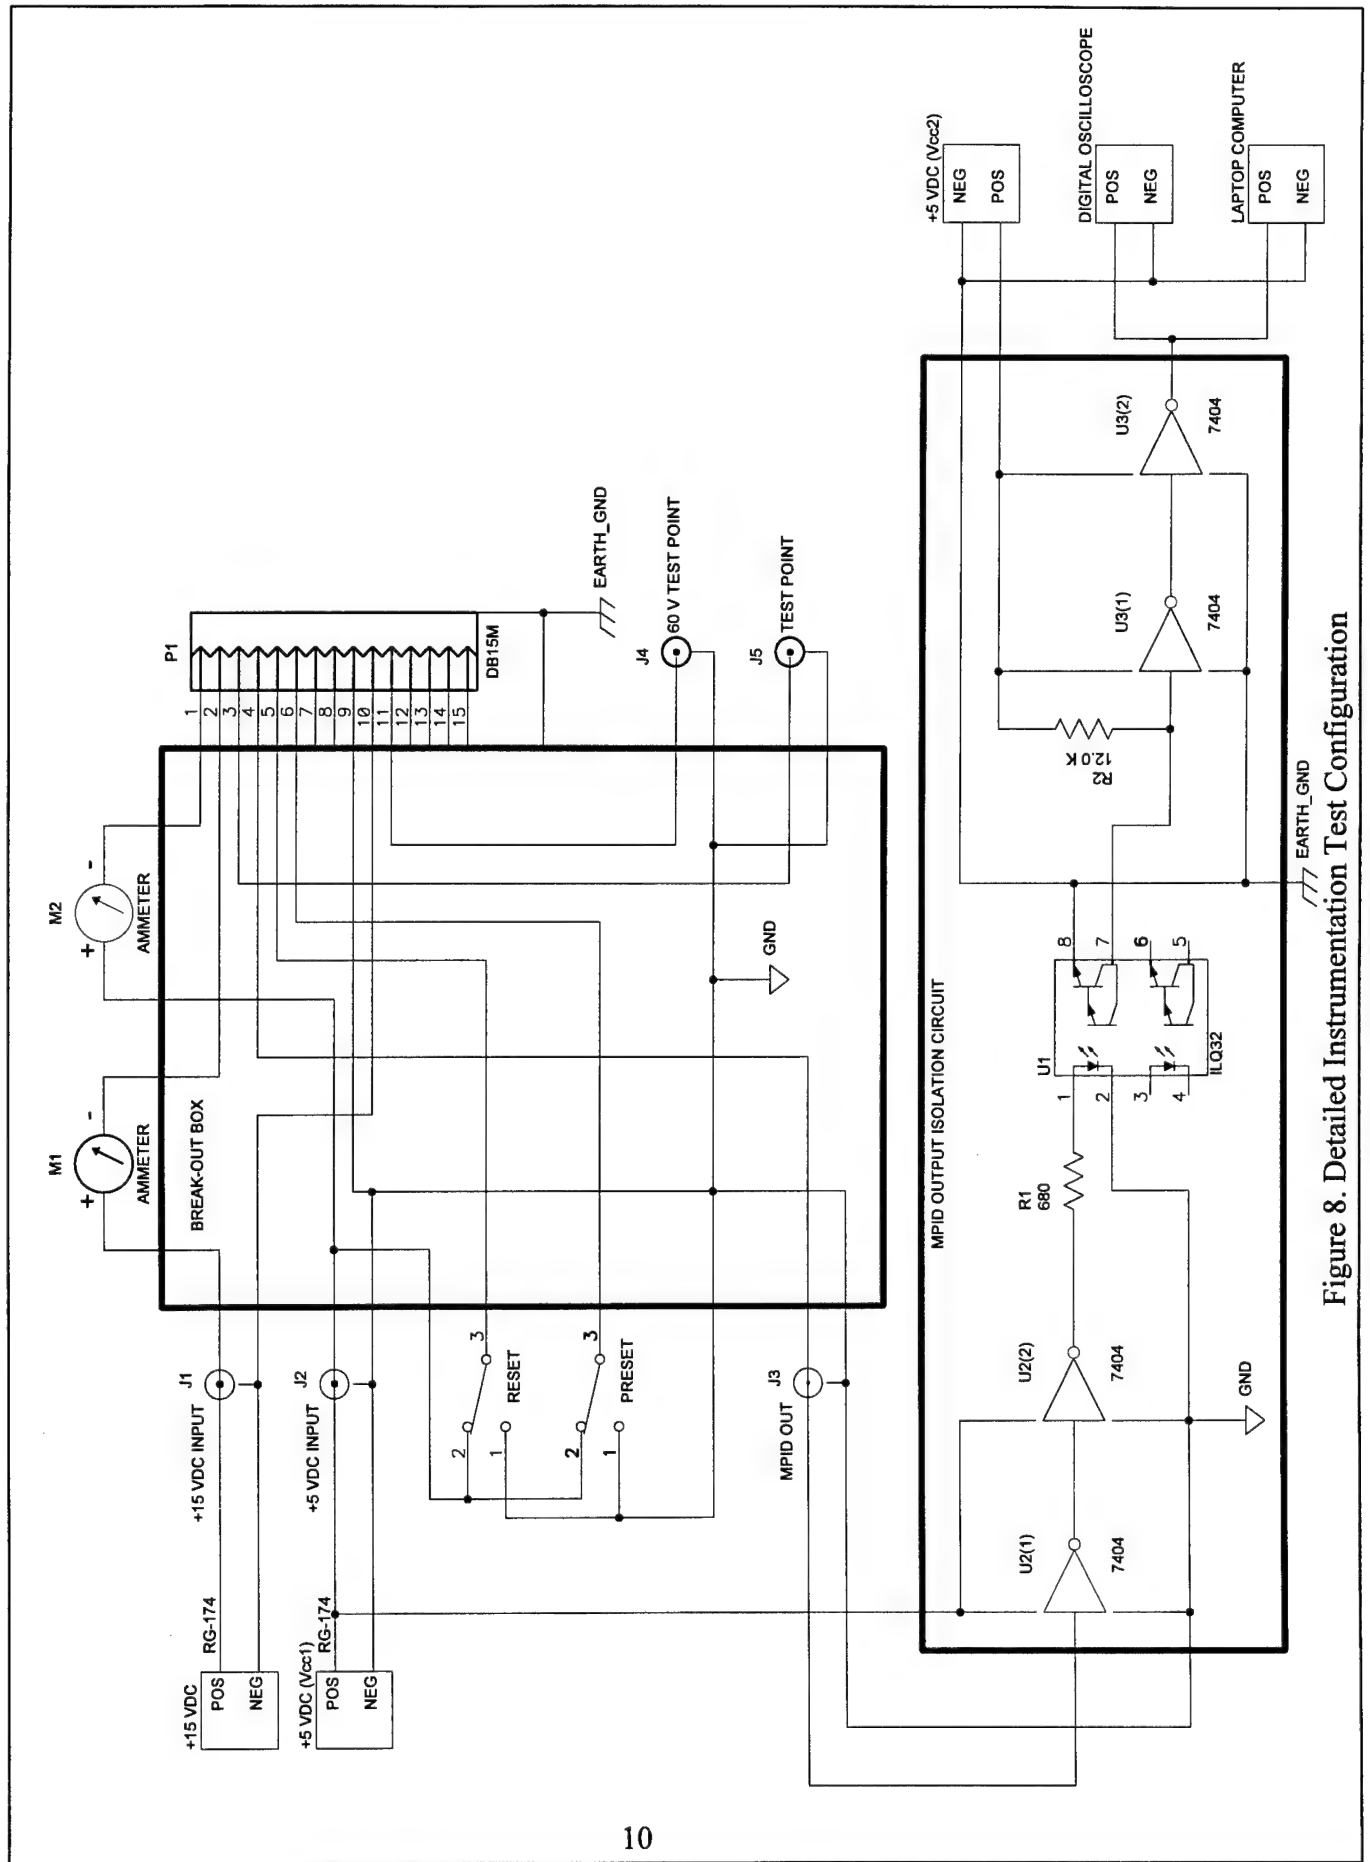 M1
+
-
AMMETER
M2
+
-
AMMETER
BREAK-OUT BOX
+15 VDC
POS
NEG
RG-174
+15 VDC INPUT
J1
+5 VDC (Vcc1)
POS
NEG
RG-174
+5 VDC INPUT
J2
2
3
1
RESET
2
3
1
PRESET
MPID OUT
J3
GND
P1
1
2
3
4
5
6
7
8
9
10
11
12
13
14
15
DB15M
EARTH_GND
J4
60 V TEST POINT
J5
TEST POINT
MPID OUTPUT ISOLATION CIRCUIT
U2(1)
7404
U2(2)
7404
GND
R1
680
U1
1
2
3
4
8
7
6
5
ILQ32
R2
12.0 K
U3(1)
7404
U3(2)
7404
EARTH_GND
+5 VDC (Vcc2)
NEG
POS
DIGITAL OSCILLOSCOPE
POS
NEG
LAPTOP COMPUTER
POS
NEG
Figure 8. Detailed Instrumentation Test Configuration
10